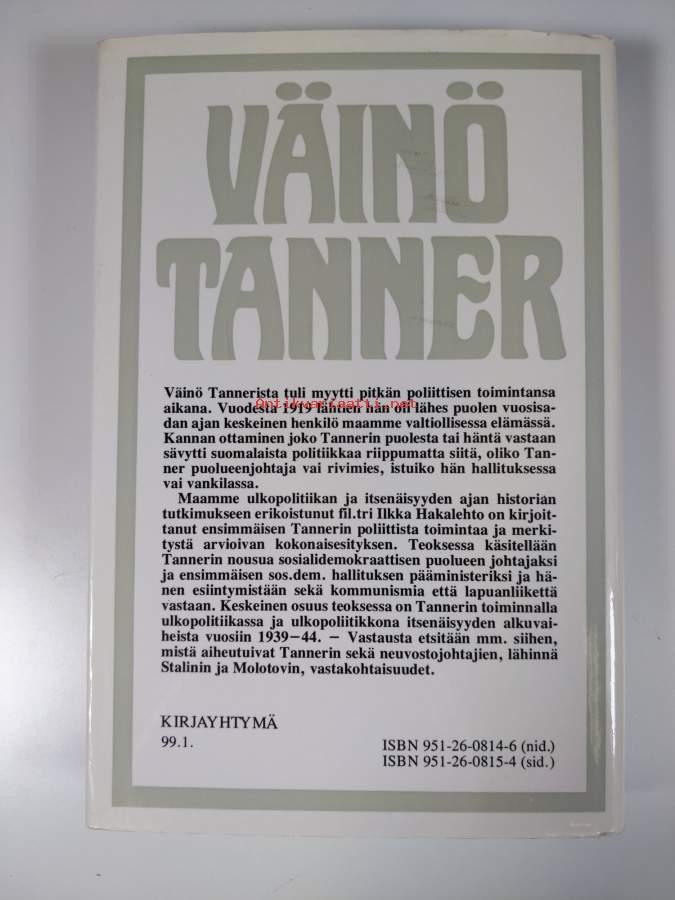 VÄINÖ
TANNER
Väinö Tannerista tuli myytti pitkän poliittisen toimintansa
Antikvariaatti.net
aikana. Vuodesta 1919 lähtien hän oli lähes puolen vuosisa-
dan ajan keskeinen henkilö maamme valtiollisessa elämässä.
Kannan ottaminen joko Tannerin puolesta tai häntä vastaan
sävytti suomalaista politiikkaa riippumatta siitä, oliko Tan-
ner puolueenjohtaja vai rivimies, istuiko hän hallituksessa
vai vankilassa.
Maamme ulkopolitiikan ja itsenäisyyden ajan historian
tutkimukseen erikoistunut fil.tri Ilkka Hakalehto on kirjoit-
tanut ensimmäisen Tannerin poliittista toimintaa ja merki-
tystä arvioivan kokonaisesityksen. Teoksessa käsitellään
Tannerin nousua sosialidemokraattisen puolueen johtajaksi
ja ensimmäisen sos.dem. hallituksen pääministeriksi ja hä-
nen esiintymistään sekä kommunismia että lapuanliikettä
vastaan. Keskeinen osuus teoksessa on Tannerin toiminnalla
ulkopolitiikassa ja ulkopoliitikkona itsenäisyyden alkuvai-
heista vuosiin 1939–44. – Vastausta etsitään mm. siihen,
mistä aiheutuivat Tannerin sekä neuvostojohtajien, lähinnä
Stalinin ja Molotovin, vastakohtaisuudet.
KIRJAYHTYMÄ
99.1.
ISBN 951-26-0814-6 (nid.)
ISBN 951-26-0815-4 (sid.)